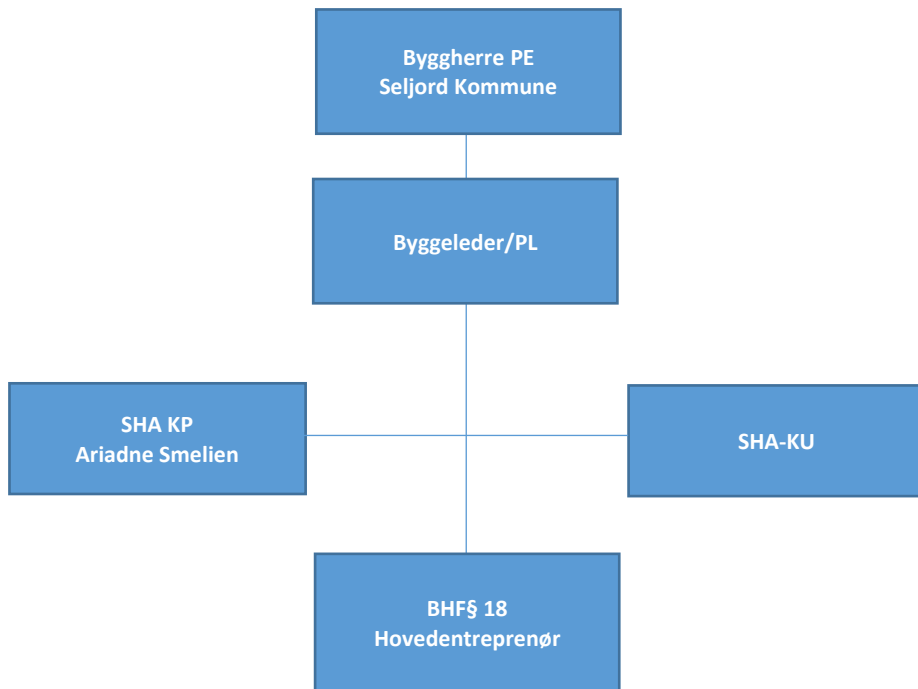 Byggherre PE
Seljord Kommune
Byggeleder/PL
SHA KP
Ariadne Smelien
SHA-KU
BHF§ 18
Hovedentreprenør